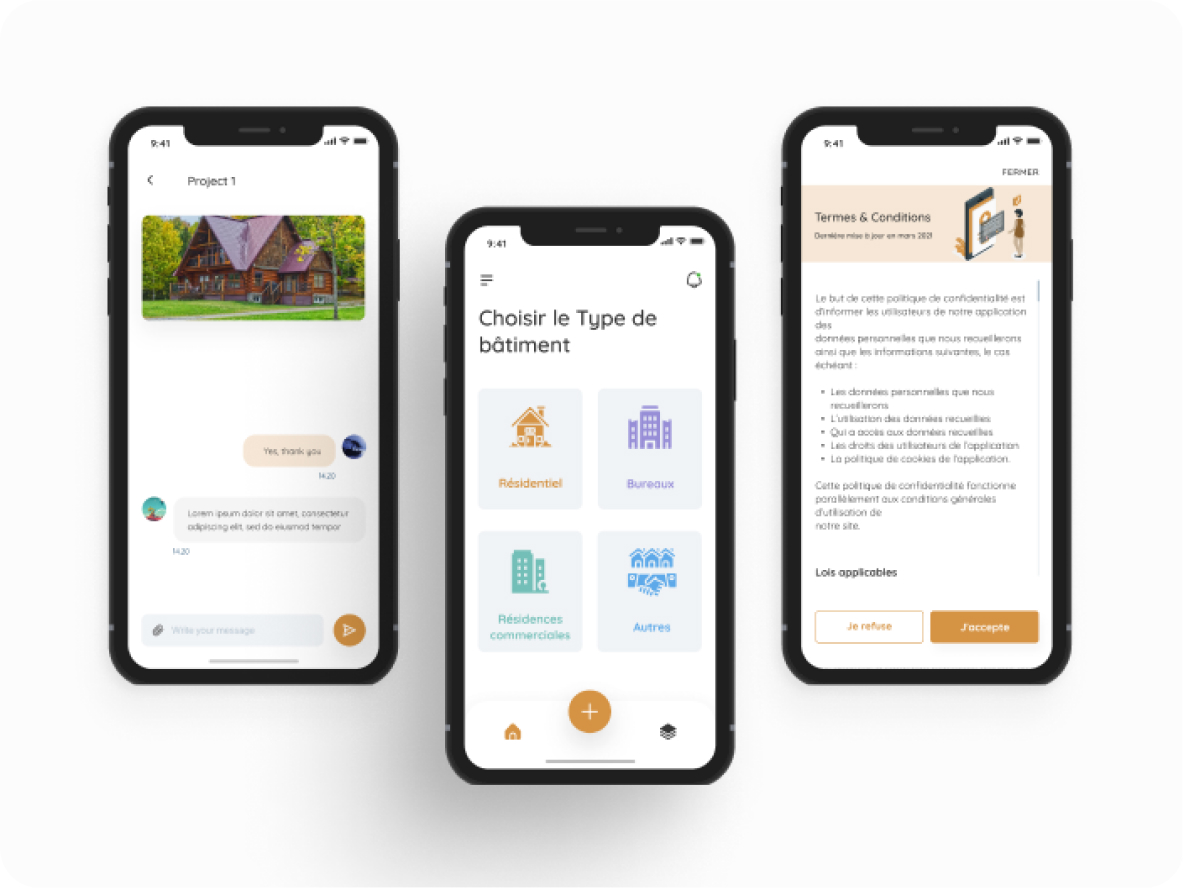 9:41
Project 1
Yes, thank you
14.20
Lorem ipsum dolor sit amet, consectetur
adipiscing elit, sed do eiusmod tempor
14.20
Write your message
9:41
Choisir le Type de
bâtiment
Résidentiel
Bureaux
Résidences
commerciales
Autres
9:41
FERMER
Termes & Conditions
Dernière mise à jour en mars 2021
Le but de cette politique de confidentialité est
d'informer les utilisateurs de notre application
des
données personnelles que nous recueillerons
ainsi que les informations suivantes, le cas
échéant :
• Les données personnelles que nous
recueillerons
• L'utilisation des données recueillies
• Qui a accès aux données recueillies
• Les droits des utilisateurs de l'application
• La politique de cookies de l'application.
Cette politique de confidentialité fonctionne
parallèlement aux conditions générales
d'utilisation de
notre site.
Lois applicables
Je refuse
J'accepte